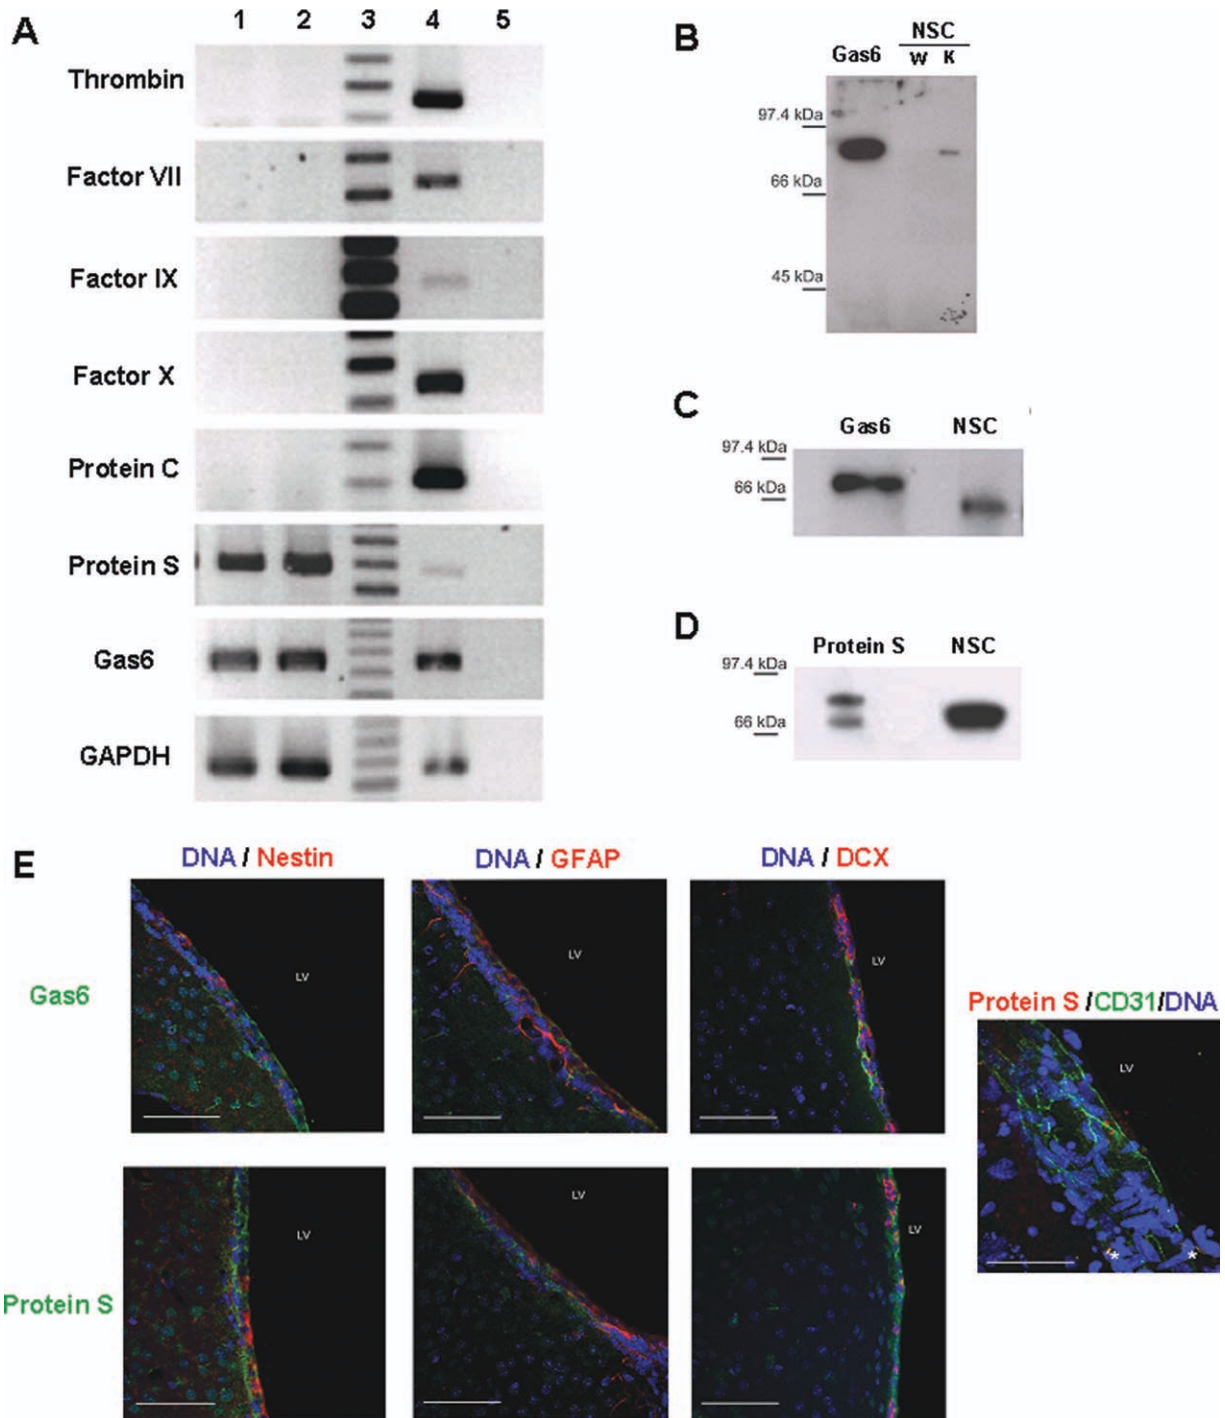 A
1 2 3 4 5
Thrombin
Factor VII
Factor IX
Factor X
Protein C
Protein S
Gas6
GAPDH
B
NSC
Gas6 W K
97.4 kDa
66 kDa
45 kDa
C
Gas6 NSC
97.4 kDa
66 kDa
D
Protein S NSC
97.4 kDa
66 kDa
E
DNA / Nestin DNA / GFAP DNA / DCX
Gas6
LV
LV
LV
Protein S /CD31/DNA
LV
* *
Protein S
LV
LV
LV